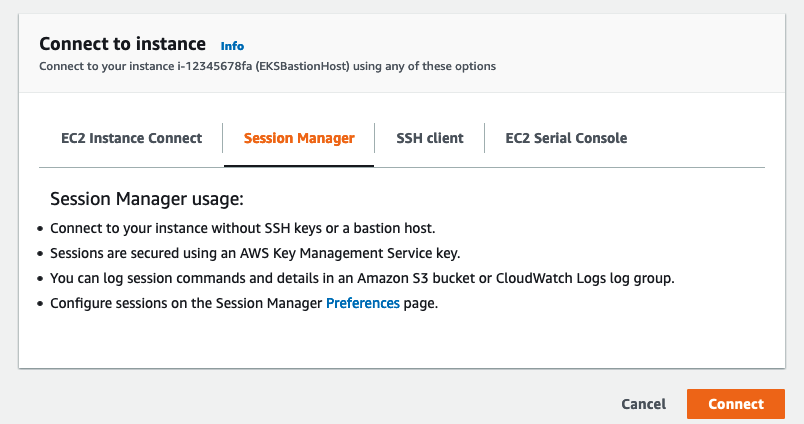 Connect to instance Info
Connect to your instance i-12345678fa (EKSBastionHost) using any of these options
EC2 Instance Connect
Session Manager
SSH client
EC2 Serial Console
Session Manager usage:
• Connect to your instance without SSH keys or a bastion host.
• Sessions are secured using an AWS Key Management Service key.
• You can log session commands and details in an Amazon S3 bucket or CloudWatch Logs log group.
• Configure sessions on the Session Manager Preferences page.
Cancel
Connect